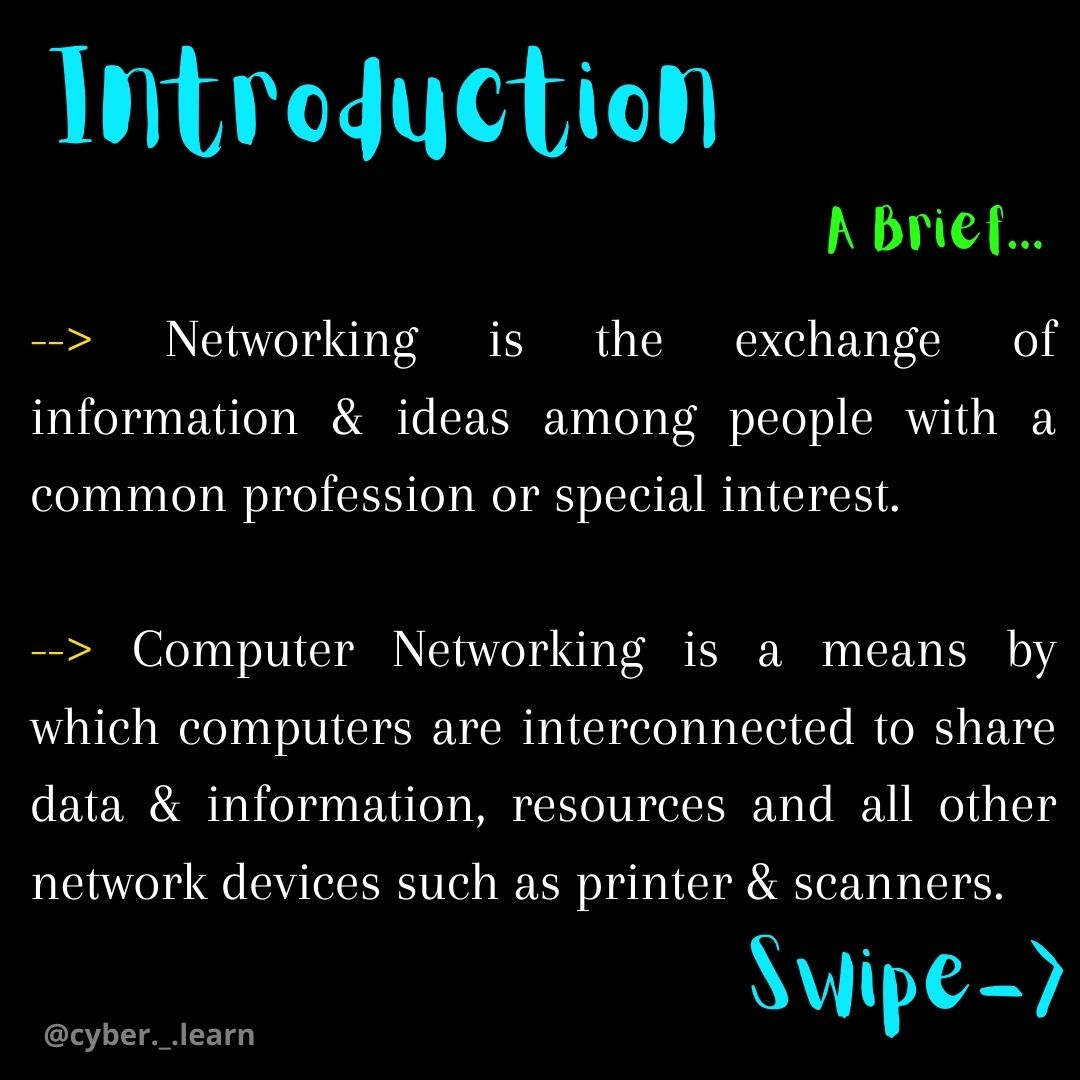 Introduction
A Brief...
--> Networking is the exchange of
information & ideas among people with a
common profession or special interest.
--> Computer Networking is a means by
which computers are interconnected to share
data & information, resources and all other
network devices such as printer & scanners.
Swipe->
@cyber._.learn